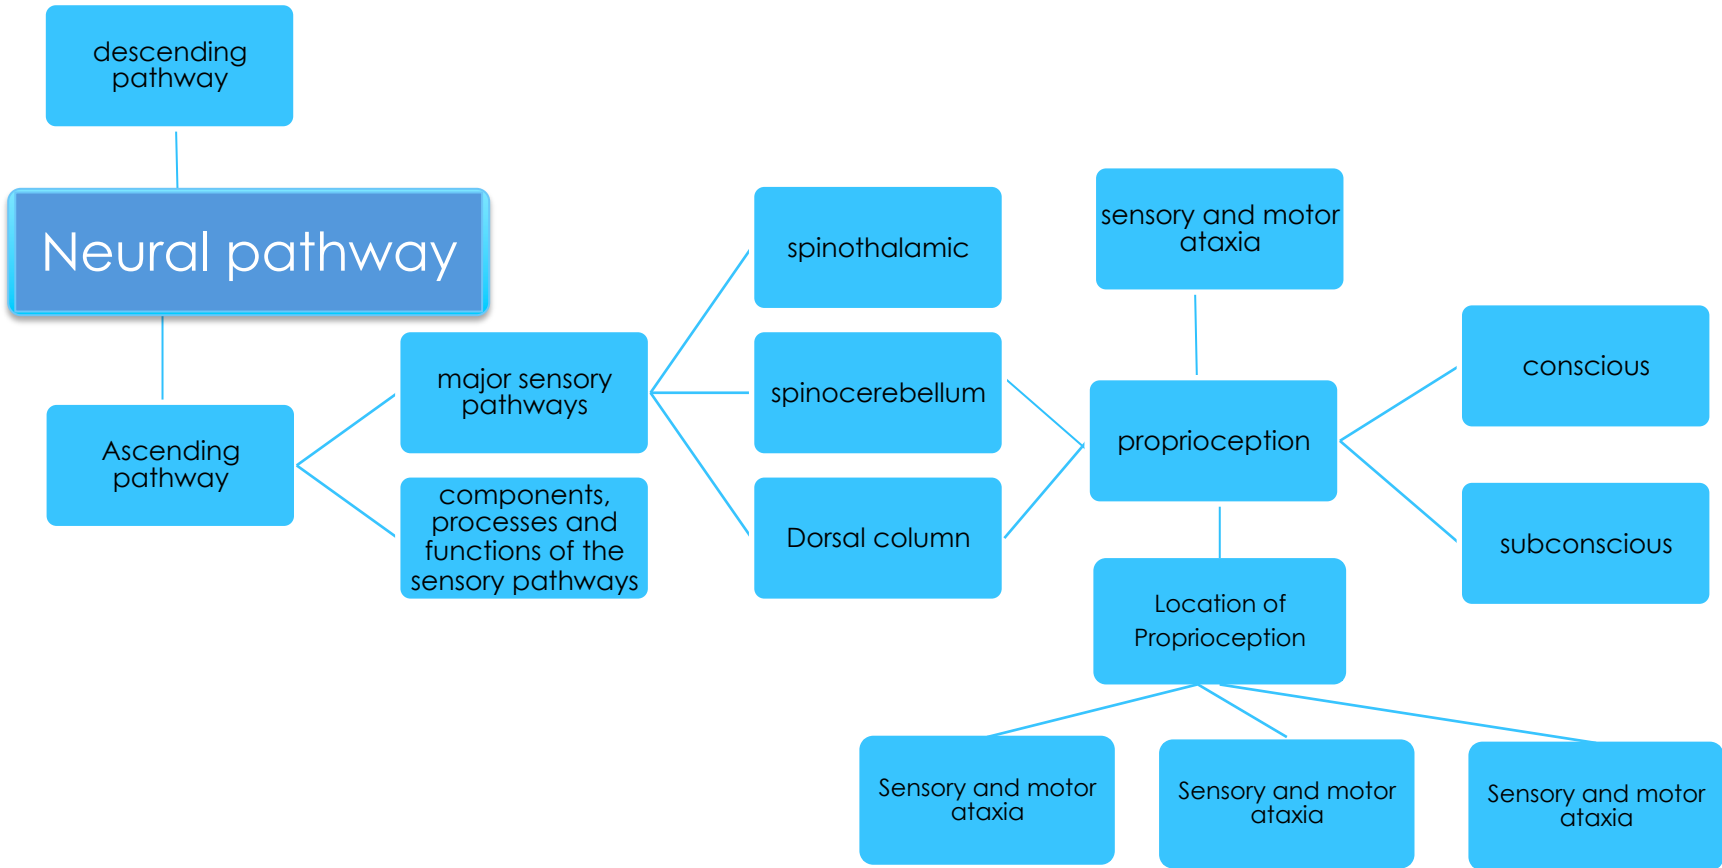 descending
pathway
Neural pathway
Ascending
pathway
major sensory
pathways
components,
processes and
functions of the
sensory pathways
spinothalamic
spinocerebellum
Dorsal column
sensory and motor
ataxia
proprioception
conscious
subconscious
Location of
Proprioception
Sensory and motor
ataxia
Sensory and motor
ataxia
Sensory and motor
ataxia